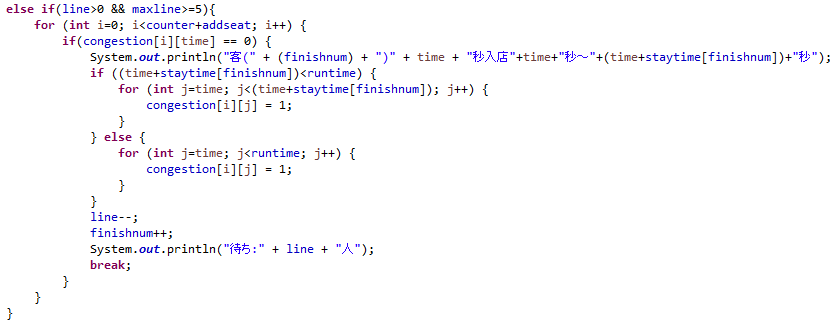 else if(line>0 && maxline>=5){
    for (int i=0; i<counter+addseat; i++) {
        if(congestion[i][time] == 0) {
            System.out.println("客(" + (finishnum) + ")" + time + "秒入店"+time+"秒～"+(time+staytime[finishnum])+"秒");
            if ((time+staytime[finishnum])<runtime) {
                for (int j=time; j<(time+staytime[finishnum]); j++) {
                    congestion[i][j] = 1;
                }
            } else {
                for (int j=time; j<runtime; j++) {
                    congestion[i][j] = 1;
                }
            }
            line--;
            finishnum++;
            System.out.println("待ち:" + line + "人");
            break;
        }
    }
}